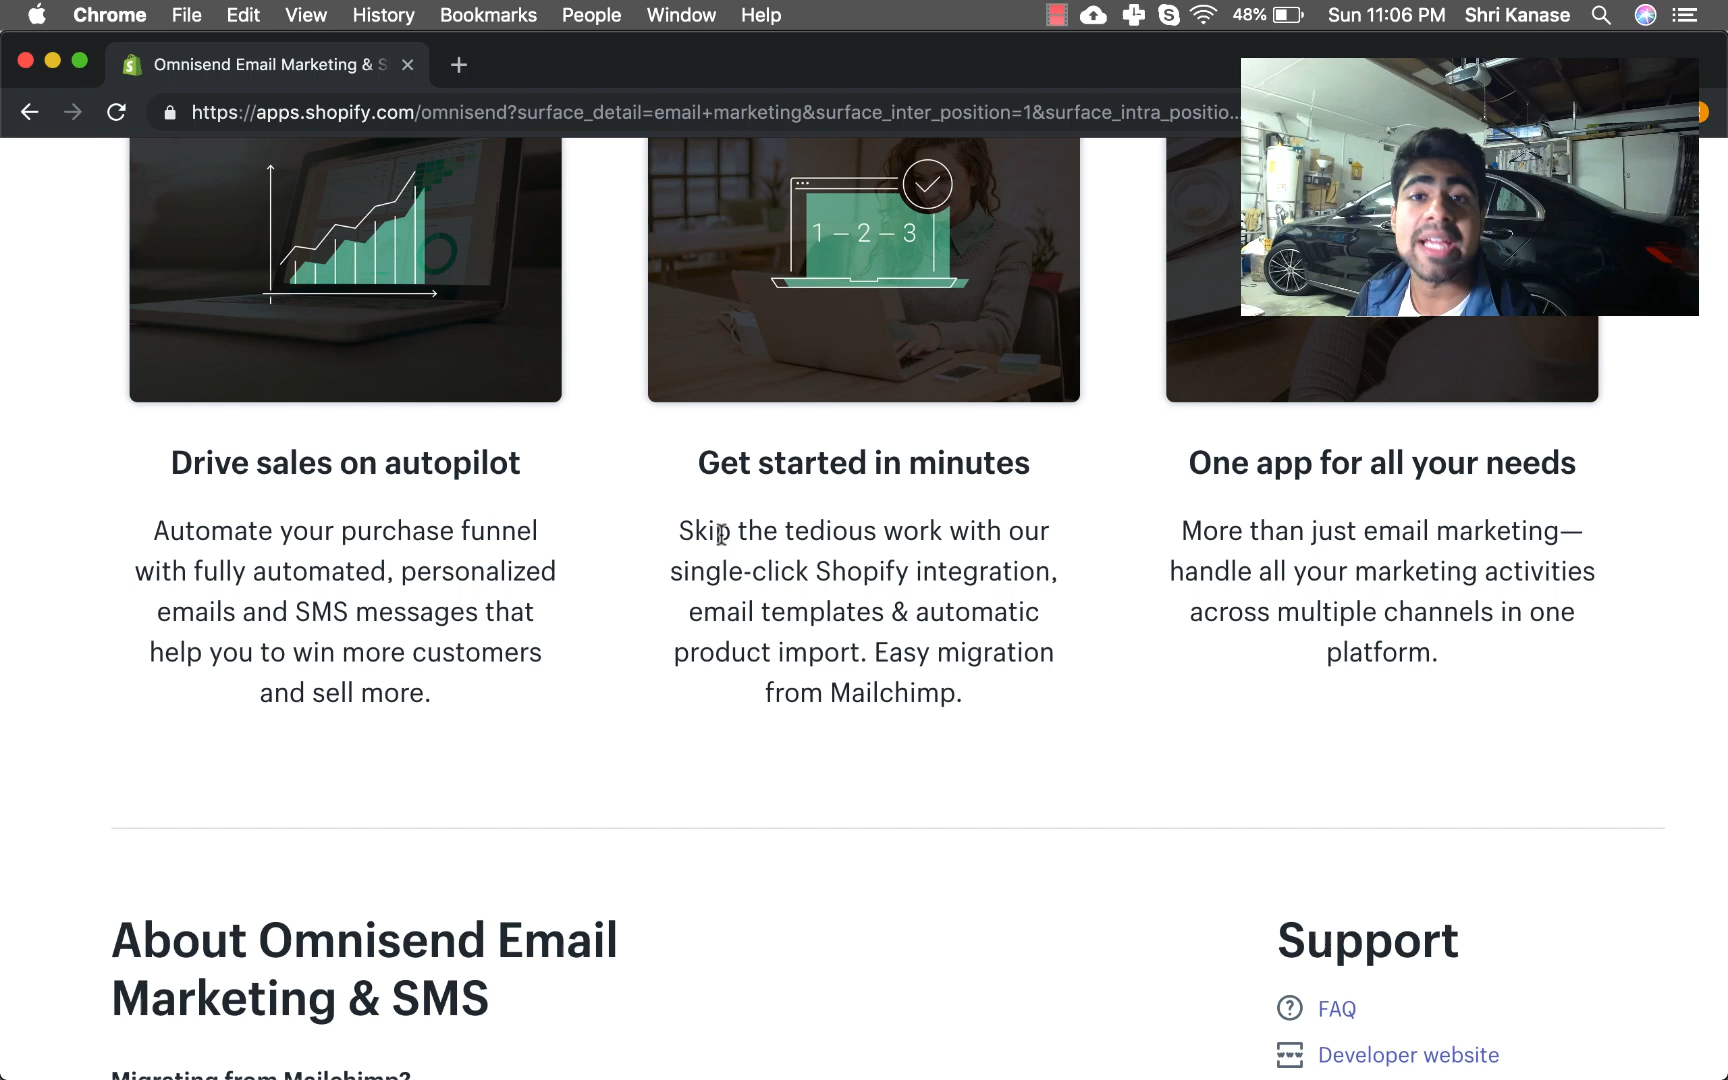 Chrome File Edit View History Bookmarks People Window Help 48% Sun 11:06 PM Shri Kanase
Omnisend Email Marketing & S
https://apps.shopify.com/omnisend?surface_detail=email+marketing&surface_inter_position=1&surface_intra_positio...
1 – 2 – 3
Drive sales on autopilot
Automate your purchase funnel
with fully automated, personalized
emails and SMS messages that
help you to win more customers
and sell more.
Get started in minutes
Skip the tedious work with our
single-click Shopify integration,
email templates & automatic
product import. Easy migration
from Mailchimp.
One app for all your needs
More than just email marketing—
handle all your marketing activities
across multiple channels in one
platform.
About Omnisend Email
Marketing & SMS
Migrating from Mailchimp?
Support
FAQ
Developer website